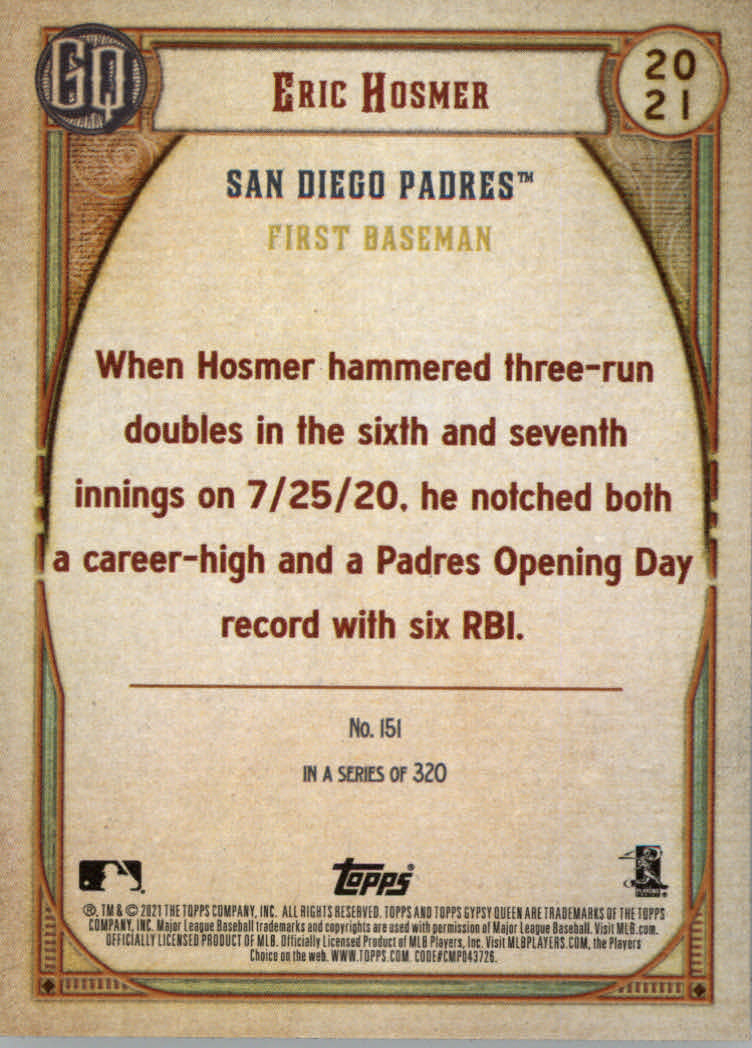 GQ
ERIC HOSMER
20
21
SAN DIEGO PADRES™
FIRST BASEMAN
When Hosmer hammered three-run
doubles in the sixth and seventh
innings on 7/25/20, he notched both
a career-high and a Padres Opening Day
record with six RBI.
No. 151
IN A SERIES OF 320
Topps®
®, TM & © 2021 THE TOPPS COMPANY, INC. ALL RIGHTS RESERVED. TOPPS AND TOPPS GYPSY QUEEN ARE TRADEMARKS OF THE TOPPS
COMPANY, INC. Major League Baseball trademarks and copyrights are used with permission of Major League Baseball. Visit MLB.com.
OFFICIALLY LICENSED PRODUCT OF MLB. Officially Licensed Product of MLB Players, Inc. Visit MLBPLAYERS.COM, the Players
Choice on the web. WWW.TOPPS.COM. CODE#CMP043726.